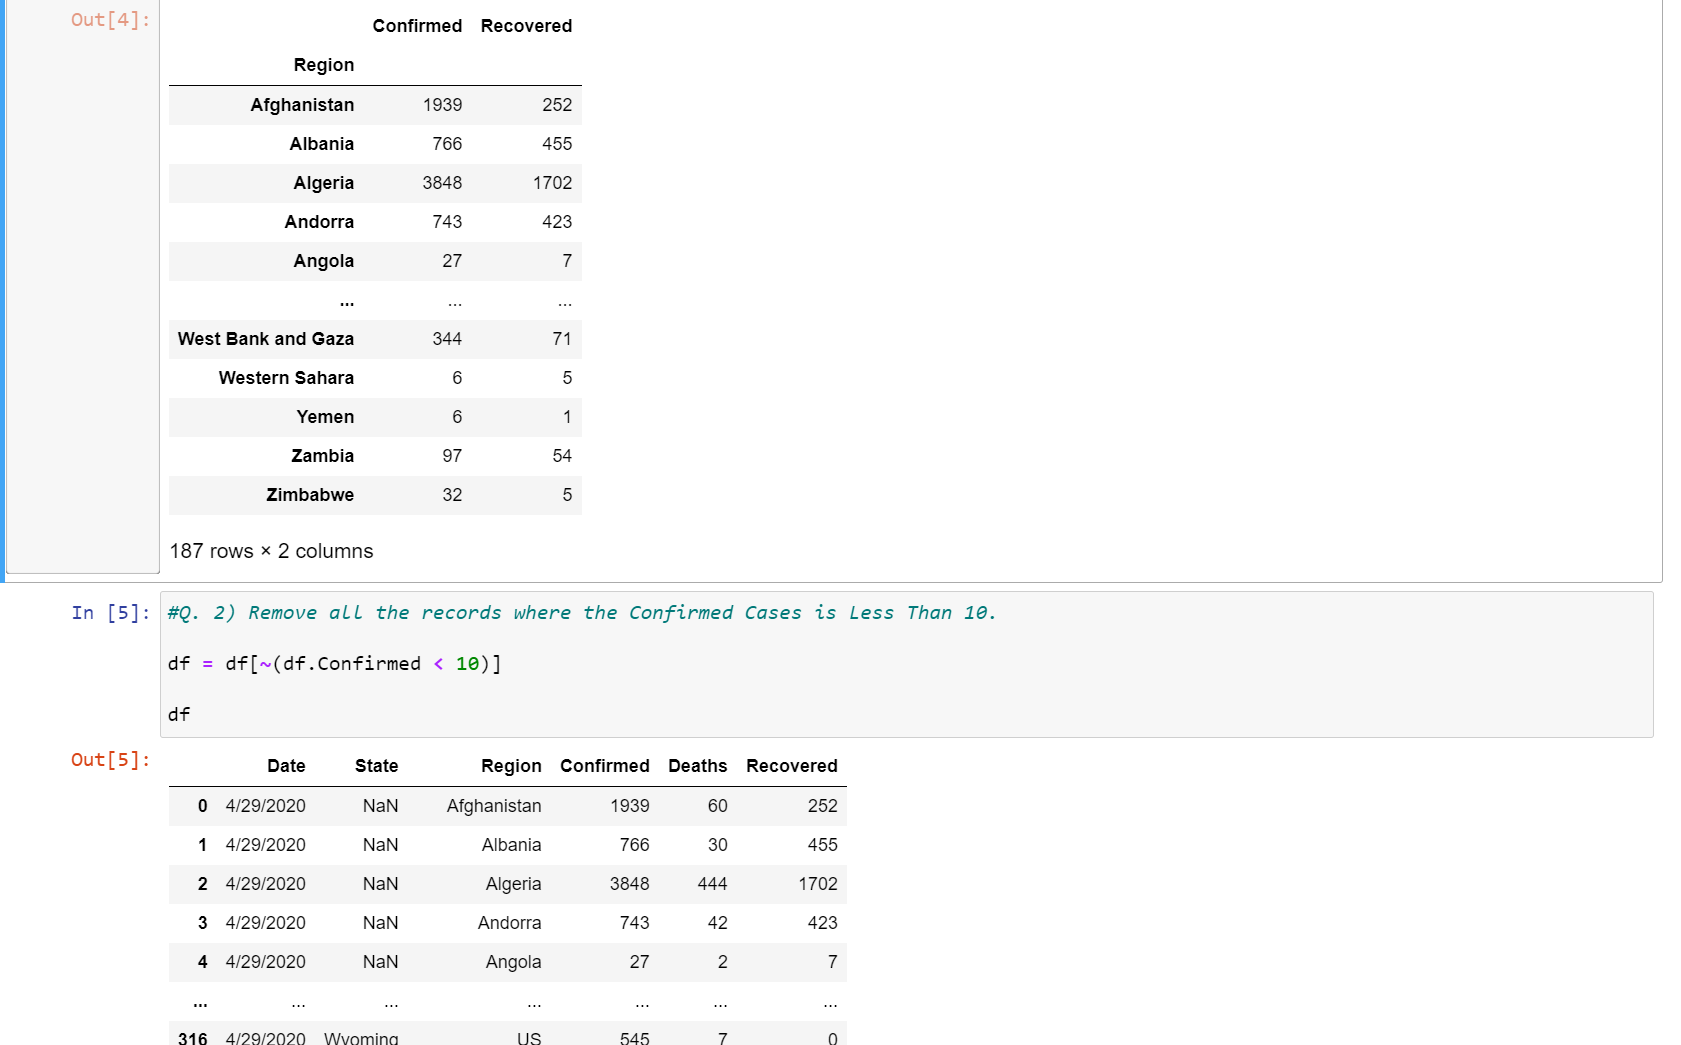 Out[4]:
Confirmed Recovered
Region
Afghanistan 1939 252
Albania 766 455
Algeria 3848 1702
Andorra 743 423
Angola 27 7
... ... ...
West Bank and Gaza 344 71
Western Sahara 6 5
Yemen 6 1
Zambia 97 54
Zimbabwe 32 5
187 rows × 2 columns
In [5]: #Q. 2) Remove all the records where the Confirmed Cases is Less Than 10.
df = df[~(df.Confirmed < 10)]
df
Out[5]:
Date State Region Confirmed Deaths Recovered
0 4/29/2020 NaN Afghanistan 1939 60 252
1 4/29/2020 NaN Albania 766 30 455
2 4/29/2020 NaN Algeria 3848 444 1702
3 4/29/2020 NaN Andorra 743 42 423
4 4/29/2020 NaN Angola 27 2 7
... ... ... ... ... ... ...
316 4/29/2020 Wyoming US 545 7 0